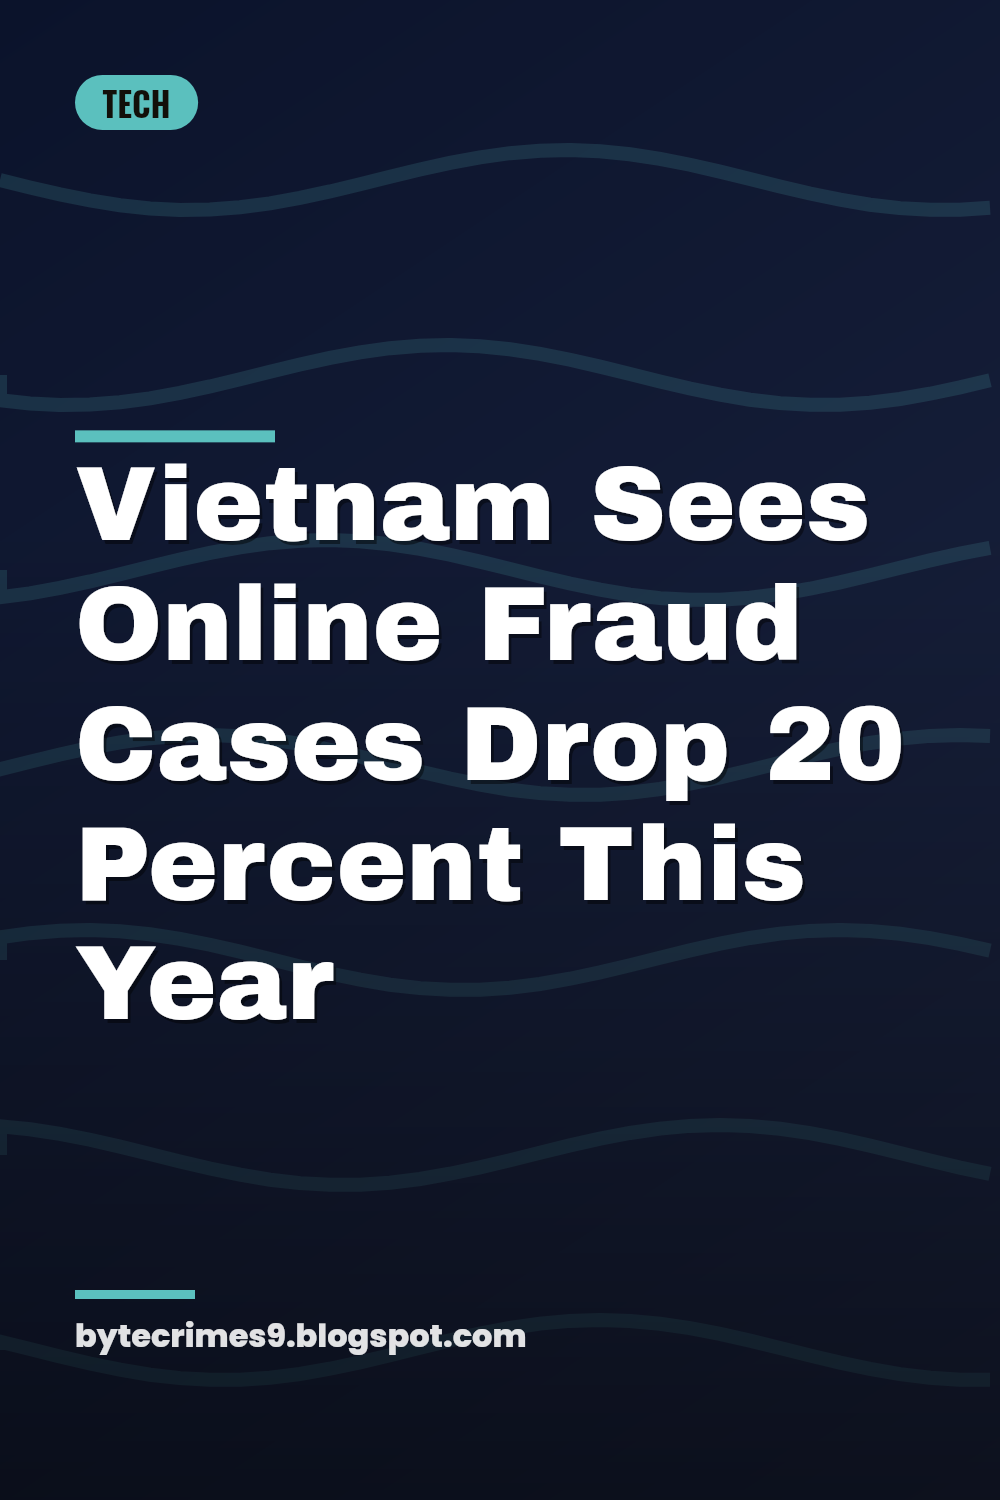 TECH
Vietnam Sees
Online Fraud
Cases Drop 20
Percent This
Year
bytecrimes9.blogspot.com